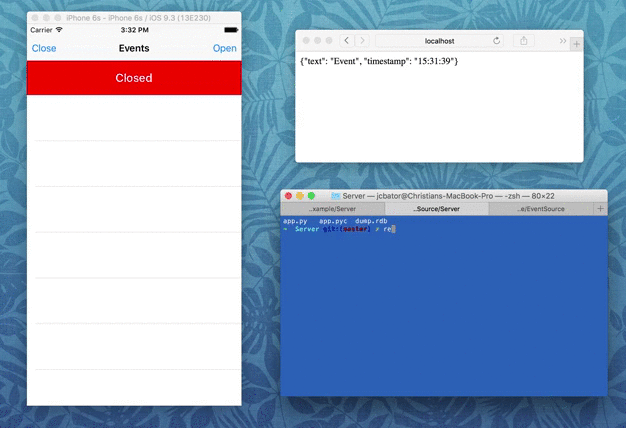 iPhone 6s - iPhone 6s / iOS 9.3 (13E230)
Carrier 3:32 PM
Close Events Open
Closed
localhost
{"text": "Event", "timestamp": "15:31:39"}
Server — jcbator@Christians-MacBook-Pro — -zsh — 80×22
...xample/Server ...Source/Server ...e/EventSource
app.py app.pyc dump.rdb
→ Server git:(master) ✗ re